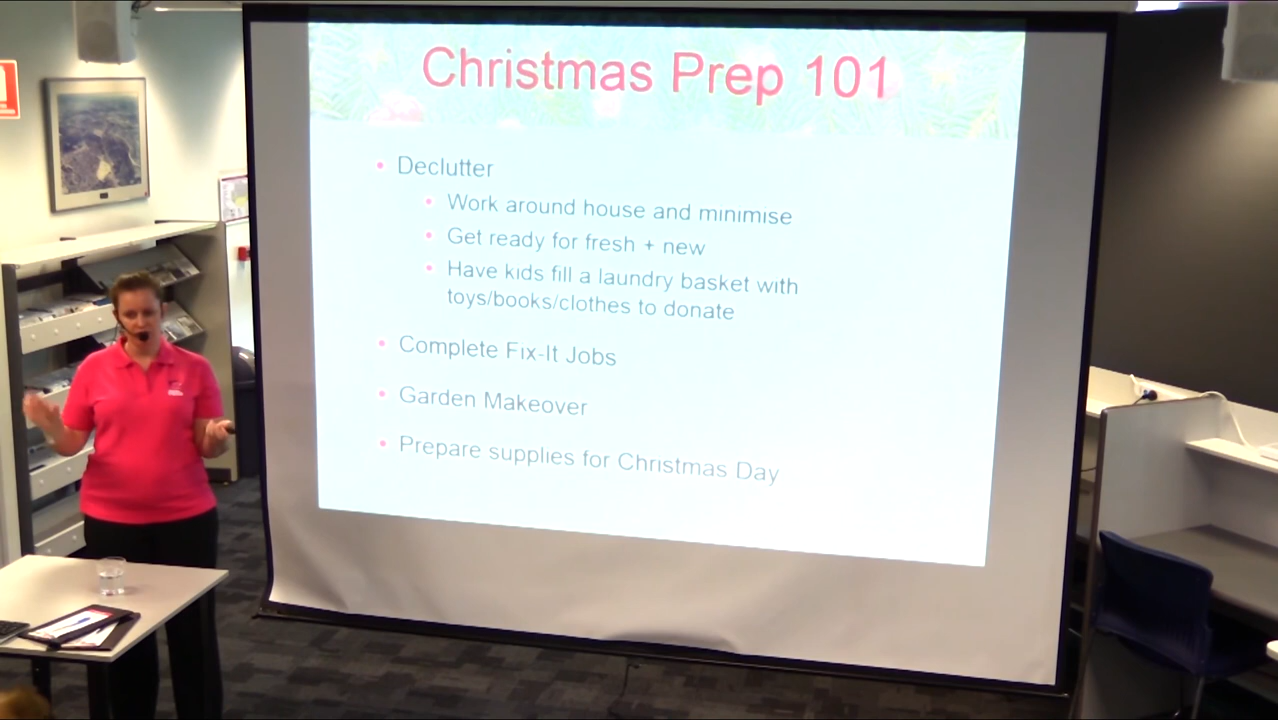 Christmas Prep 101
Declutter
Work around house and minimise
Get ready for fresh + new
Have kids fill a laundry basket with
toys/books/clothes to donate
Complete Fix-It Jobs
Garden Makeover
Prepare supplies for Christmas Day